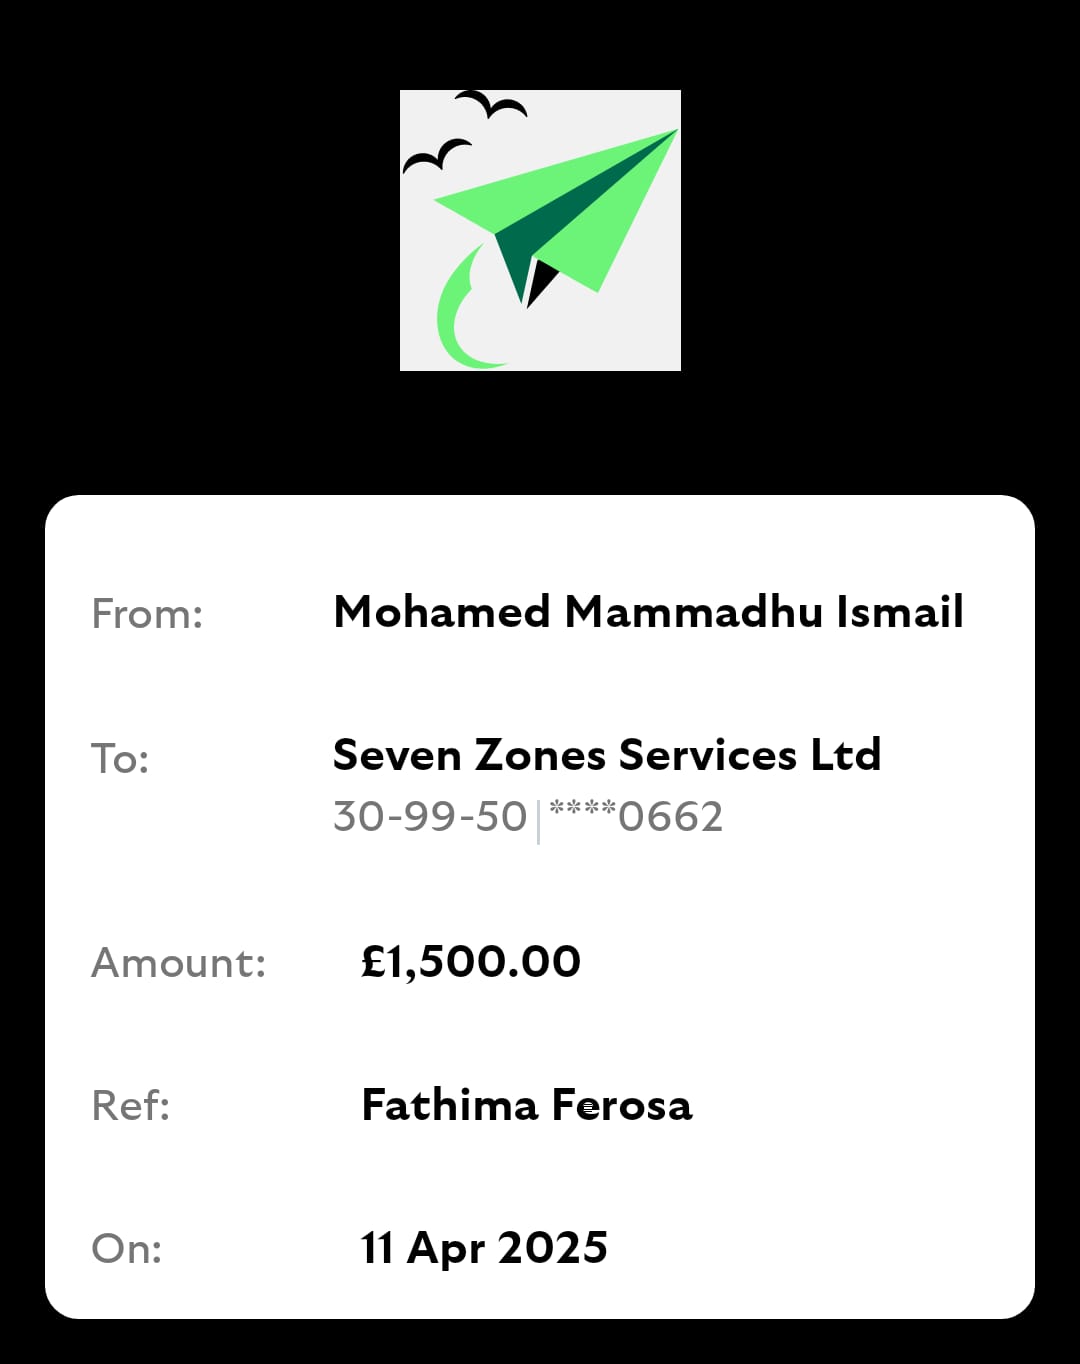 From: Mohamed Mammadhu Ismail
To: Seven Zones Services Ltd
30-99-50 | ****0662
Amount: £1,500.00
Ref: Fathima Ferosa
On: 11 Apr 2025